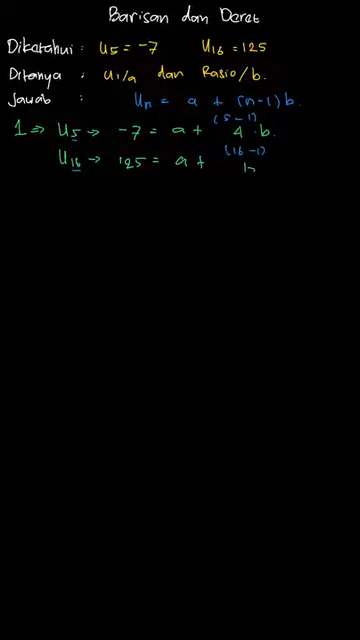 Barisan dan Deret
Diketahui : U5 = -7 U16 = 125
Ditanya : U1/a dan Rasio/b.
Jawab Un = a + (n-1) b.
(5-1)
1 ⇒ U5 → -7 = a + 4 . b.
(16-1)
U16 → 125 = a +